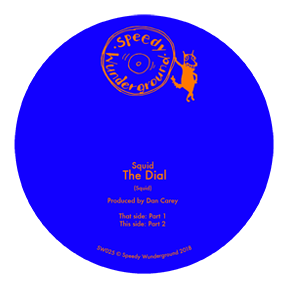 Speedy
Wunderground
Squid
The Dial
(Squid)
Produced by Dan Carey
That side: Part 1
This side: Part 2
SW023 © Speedy Wunderground 2018